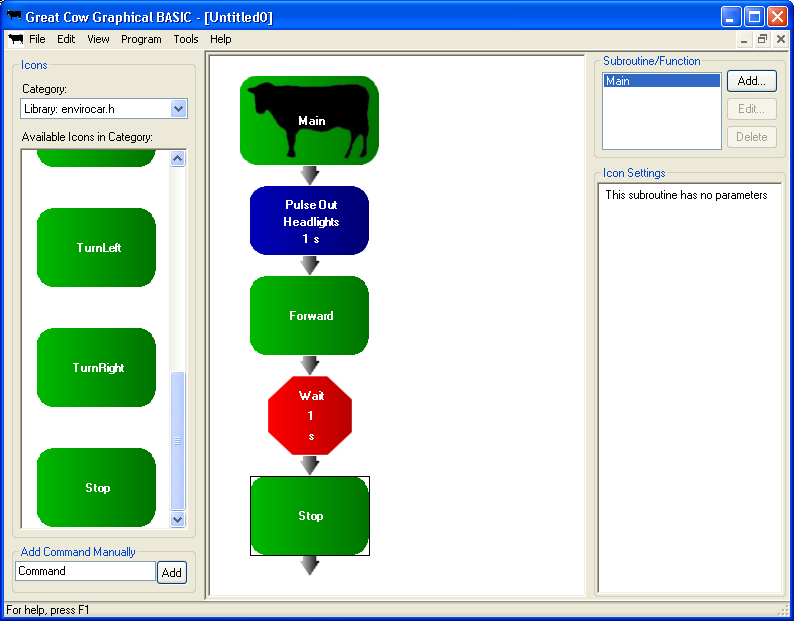 Great Cow Graphical BASIC - [Untitled0]
File Edit View Program Tools Help
Icons
Category:
Library: envirocar.h
Available Icons in Category:
TurnLeft
TurnRight
Stop
Add Command Manually
Command
Add
Main
Pulse Out
Headlights
1 s
Forward
Wait
1
s
Stop
Subroutine/Function
Main
Add...
Edit...
Delete
Icon Settings
This subroutine has no parameters
For help, press F1